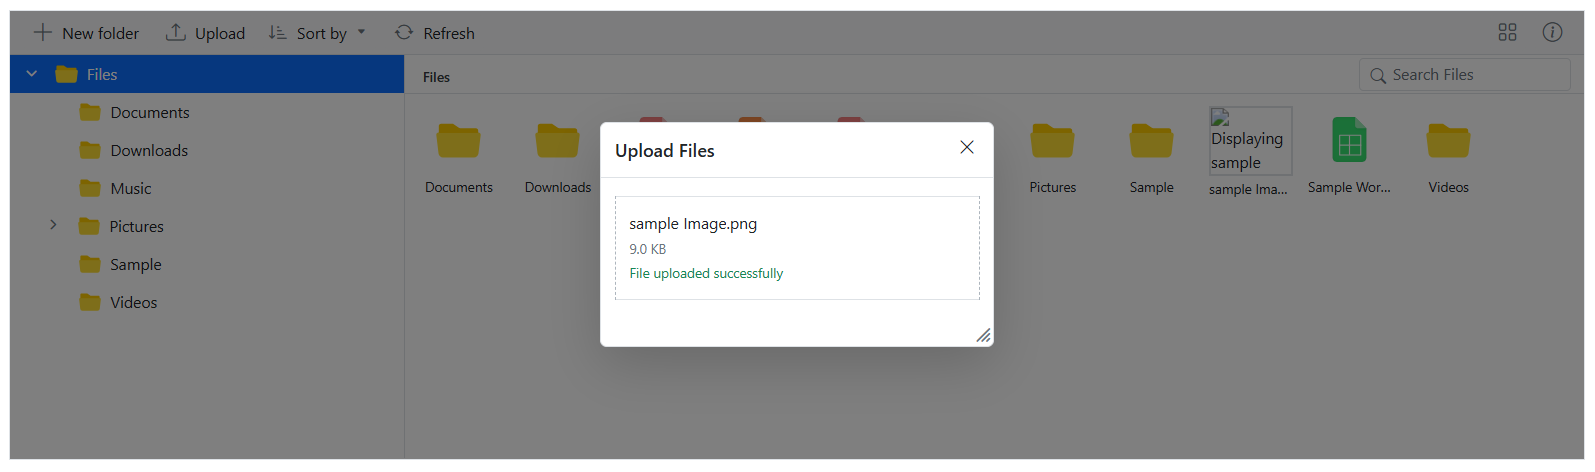 New folder
Upload
Sort by
Refresh
Files
Documents
Downloads
Music
Pictures
Sample
Videos
Files
Search Files
Documents
Downloads
Pictures
Sample
Displaying
sample
sample Ima...
Sample Wor...
Videos
Upload Files
sample Image.png
9.0 KB
File uploaded successfully